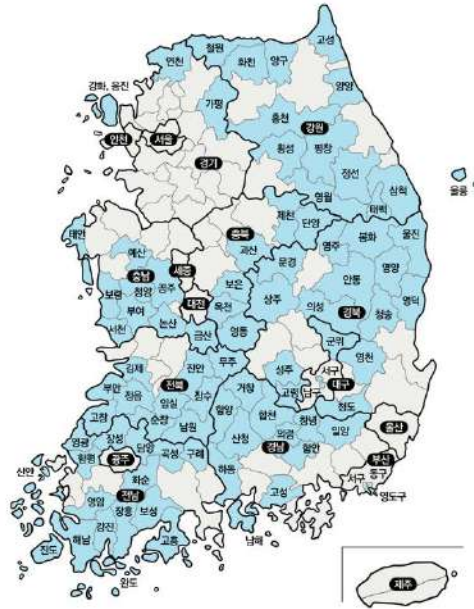 고성
철원
연천
화천
양구
양양
강화, 옹진
가평
홍천
강원
인천
서울
경기
횡성
평창
정선
삼척
울릉
영월
태백
제천
단양
충북
태안
예산
괴산
영주
봉화
울진
문경
충남
세종
청양
공주
보은
안동
영양
보령
대전
상주
부여
옥천
의성
경북
청송
영덕
서천
논산
금산
영동
군위
영천
김제
무주
진안
전북
성주
서구
대구
부안
정읍
임실
장수
거창
고령
남구
청도
고창
순창
남원
함양
합천
창녕
밀양
울산
영광
장성
담양
산청
의령
경남
함안
부산
함평
광주
곡성
구례
하동
서구
동구
신안
화순
고성
영도구
영암
전남
장흥
보성
강진
진도
해남
고흥
남해
완도
제주